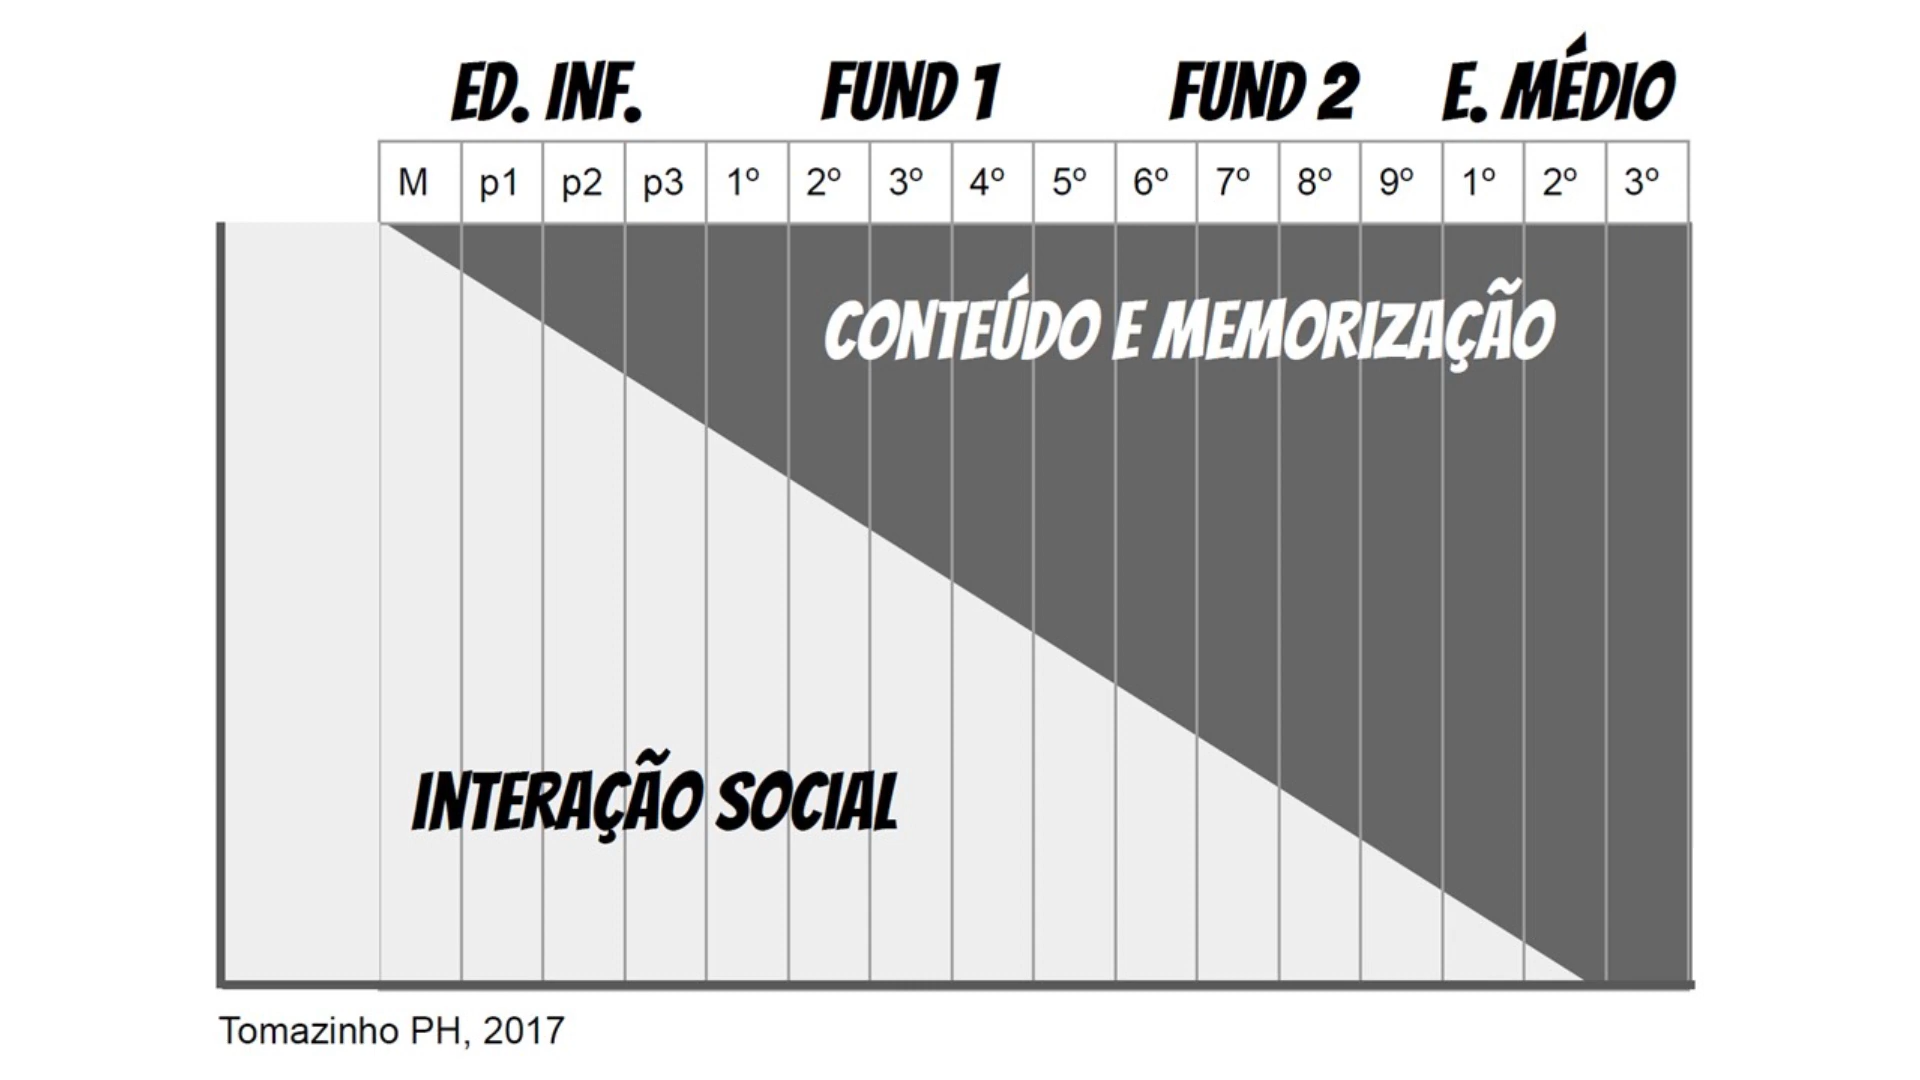 ED. INF. FUND 1 FUND 2 E. MÉDIO
M p1 p2 p3 1º 2º 3º 4º 5º 6º 7º 8º 9º 1º 2º 3º
CONTEÚDO E MEMORIZAÇÃO
INTERAÇÃO SOCIAL
Tomazinho PH, 2017